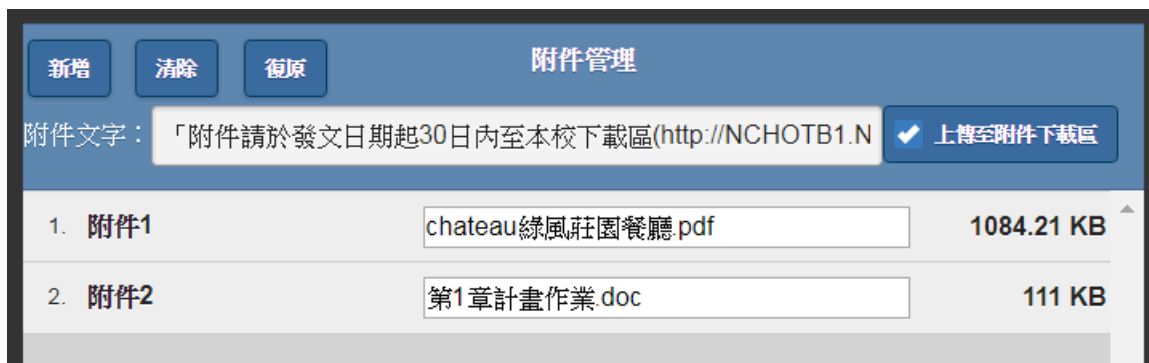 新增 清除 復原 附件管理
附件文字： 「附件請於發文日期起30日內至本校下載區(http://NCHOTB1.N 上傳至附件下載區
1. 附件1 chateau綠風莊園餐廳.pdf 1084.21 KB
2. 附件2 第1章計畫作業.doc 111 KB